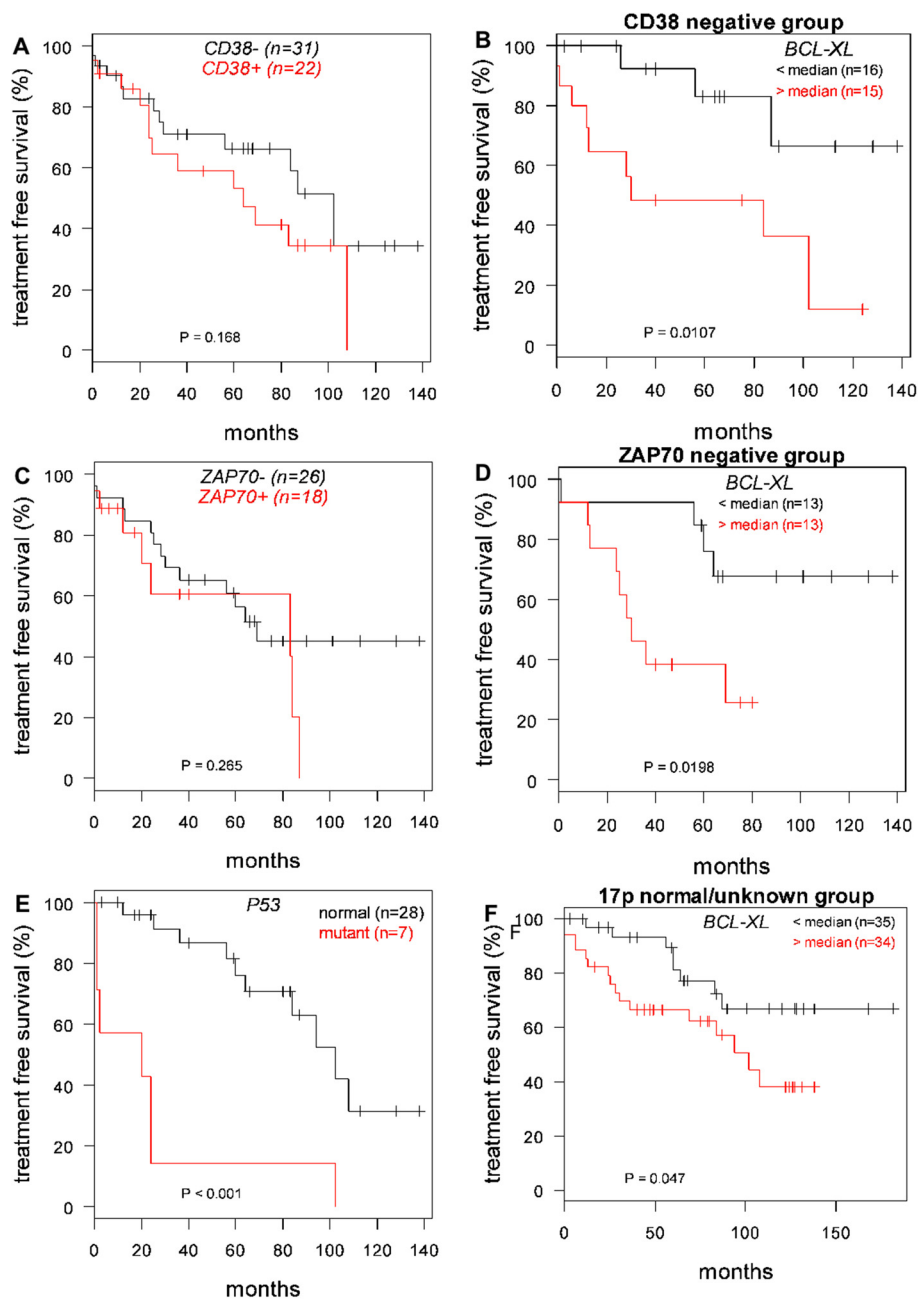 A
CD38- (n=31)
CD38+ (n=22)
treatment free survival (%)
100
80
60
40
20
0
P = 0.168
0 20 40 60 80 100 120 140
months
CD38 negative group
B
BCL-XL
< median (n=16)
> median (n=15)
treatment free survival (%)
100
80
60
40
20
0
P = 0.0107
0 20 40 60 80 100 120 140
months
C
ZAP70- (n=26)
ZAP70+ (n=18)
treatment free survival (%)
100
80
60
40
20
0
P = 0.265
0 20 40 60 80 100 120 140
months
ZAP70 negative group
D
BCL-XL
< median (n=13)
> median (n=13)
treatment free survival (%)
100
80
60
40
20
0
P = 0.0198
0 20 40 60 80 100 120 140
months
E
P53
normal (n=28)
mutant (n=7)
treatment free survival (%)
100
80
60
40
20
0
P < 0.001
0 20 40 60 80 100 120 140
months
17p normal/unknown group
F
F
BCL-XL
< median (n=35)
> median (n=34)
treatment free survival (%)
100
80
60
40
20
0
P = 0.047
0 50 100 150
months